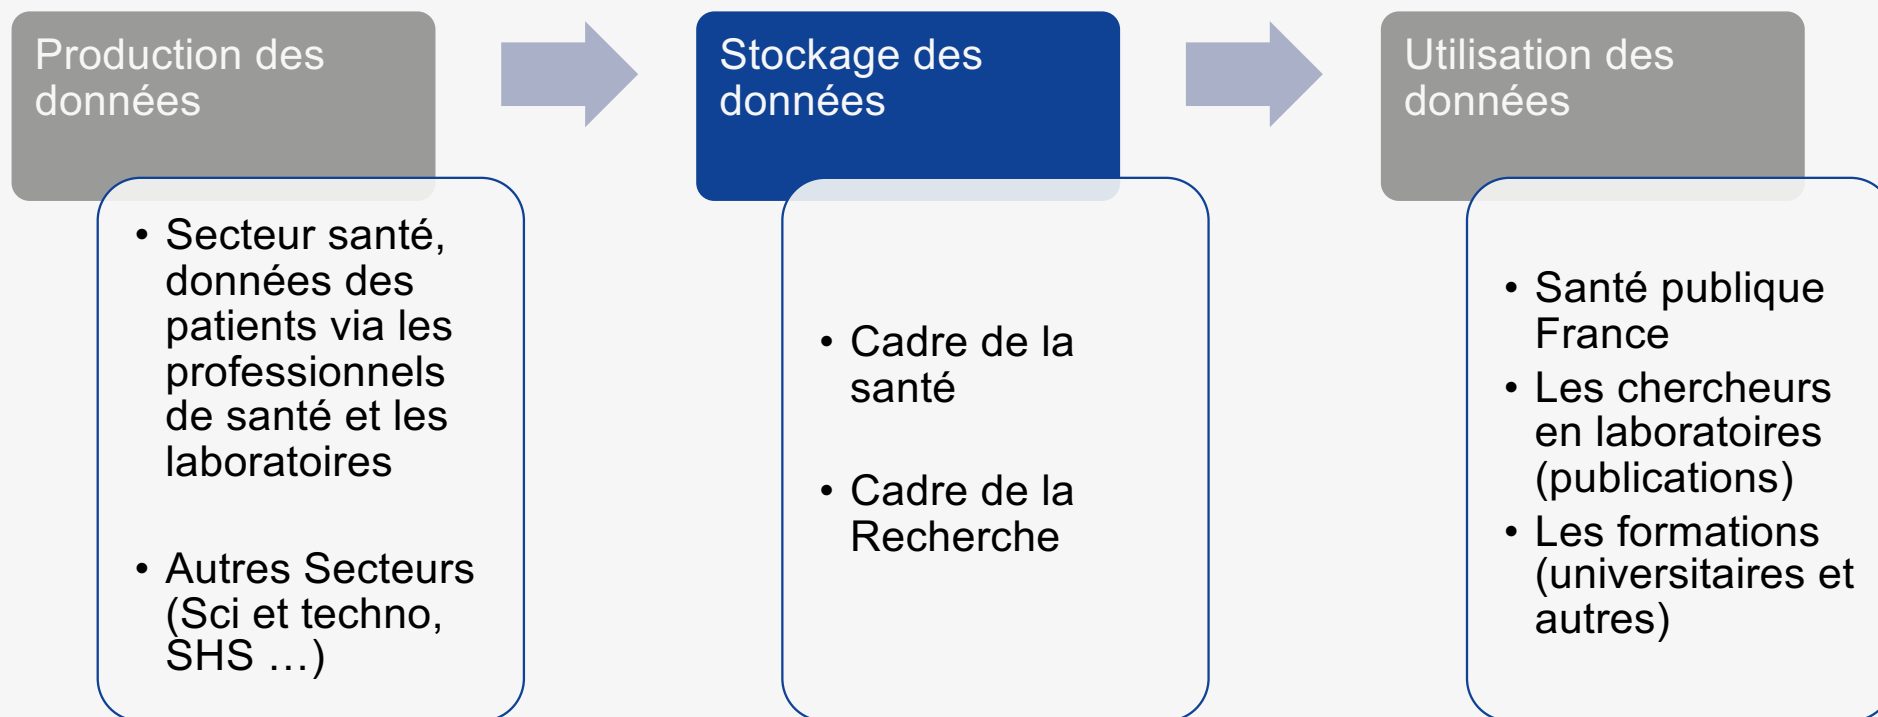 Production des
données
• Secteur santé,
données des
patients via les
professionnels
de santé et les
laboratoires
• Autres Secteurs
(Sci et techno,
SHS …)
Stockage des
données
• Cadre de la
santé
• Cadre de la
Recherche
Utilisation des
données
• Santé publique
France
• Les chercheurs
en laboratoires
(publications)
• Les formations
(universitaires et
autres)